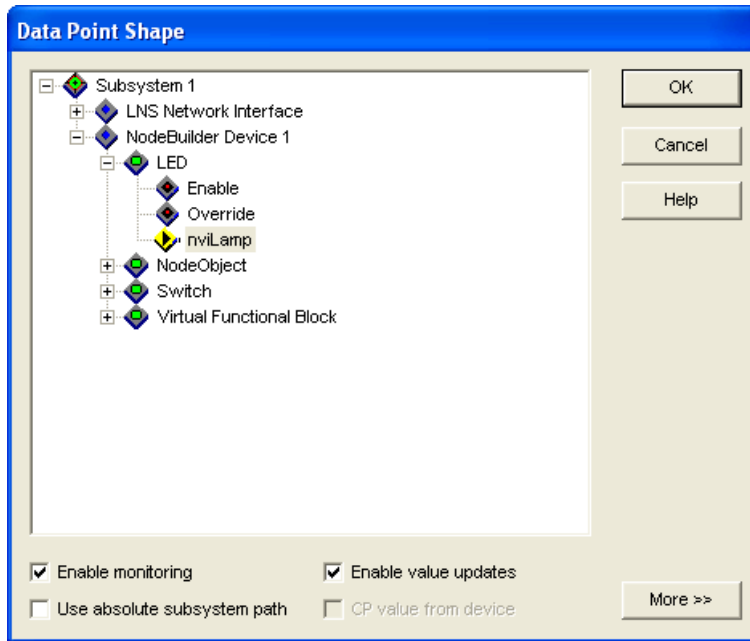 Data Point Shape
Subsystem 1
LNS Network Interface
NodeBuilder Device 1
LED
Enable
Override
nviLamp
NodeObject
Switch
Virtual Functional Block
OK
Cancel
Help
Enable monitoring
Enable value updates
Use absolute subsystem path
CP value from device
More >>